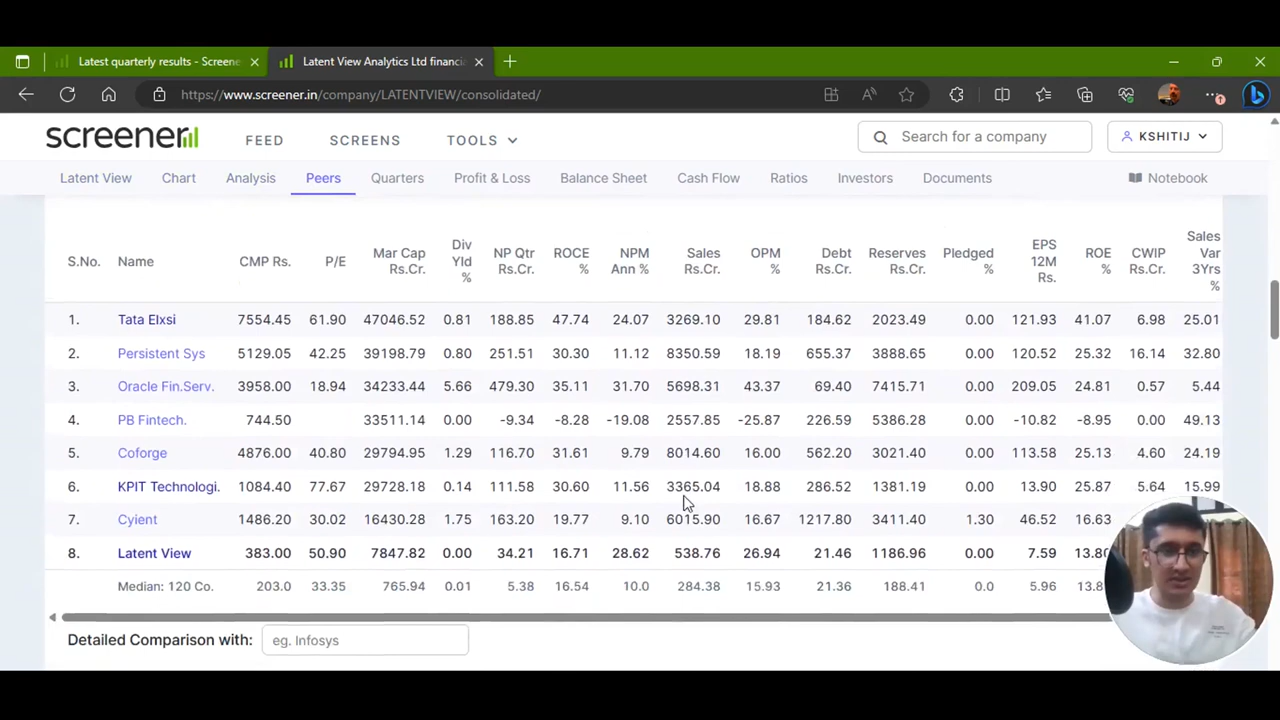 Latest quarterly results - Screene
Latent View Analytics Ltd financia
https://www.screener.in/company/LATENTVIEW/consolidated/
1
screener
FEED SCREENS TOOLS
Search for a company
KSHITIJ
Latent View Chart Analysis Peers Quarters Profit & Loss Balance Sheet Cash Flow Ratios Investors Documents Notebook
S.No. Name CMP Rs. P/E Mar Cap Rs.Cr. Div Yld % NP Qtr Rs.Cr. ROCE % NPM Ann % Sales Rs.Cr. OPM % Debt Rs.Cr. Reserves Rs.Cr. Pledged % EPS 12M Rs. ROE % CWIP Rs.Cr. Sales Var 3Yrs %
1. Tata Elxsi 7554.45 61.90 47046.52 0.81 188.85 47.74 24.07 3269.10 29.81 184.62 2023.49 0.00 121.93 41.07 6.98 25.01
2. Persistent Sys 5129.05 42.25 39198.79 0.80 251.51 30.30 11.12 8350.59 18.19 655.37 3888.65 0.00 120.52 25.32 16.14 32.80
3. Oracle Fin.Serv. 3958.00 18.94 34233.44 5.66 479.30 35.11 31.70 5698.31 43.37 69.40 7415.71 0.00 209.05 24.81 0.57 5.44
4. PB Fintech. 744.50 33511.14 0.00 -9.34 -8.28 -19.08 2557.85 -25.87 226.59 5386.28 0.00 -10.82 -8.95 0.00 49.13
5. Coforge 4876.00 40.80 29794.95 1.29 116.70 31.61 9.79 8014.60 16.00 562.20 3021.40 0.00 113.58 25.13 4.60 24.19
6. KPIT Technologi. 1084.40 77.67 29728.18 0.14 111.58 30.60 11.56 3365.04 18.88 286.52 1381.19 0.00 13.90 25.87 5.64 15.99
7. Cyient 1486.20 30.02 16430.28 1.75 163.20 19.77 9.10 6015.90 16.67 1217.80 3411.40 1.30 46.52 16.63
8. Latent View 383.00 50.90 7847.82 0.00 34.21 16.71 28.62 538.76 26.94 21.46 1186.96 0.00 7.59
Median: 120 Co. 203.0 33.35 765.94 0.01 5.38 16.54 10.0 284.38 15.93 21.36 188.41 0.0 5.96
Detailed Comparison with: eg. Infosys